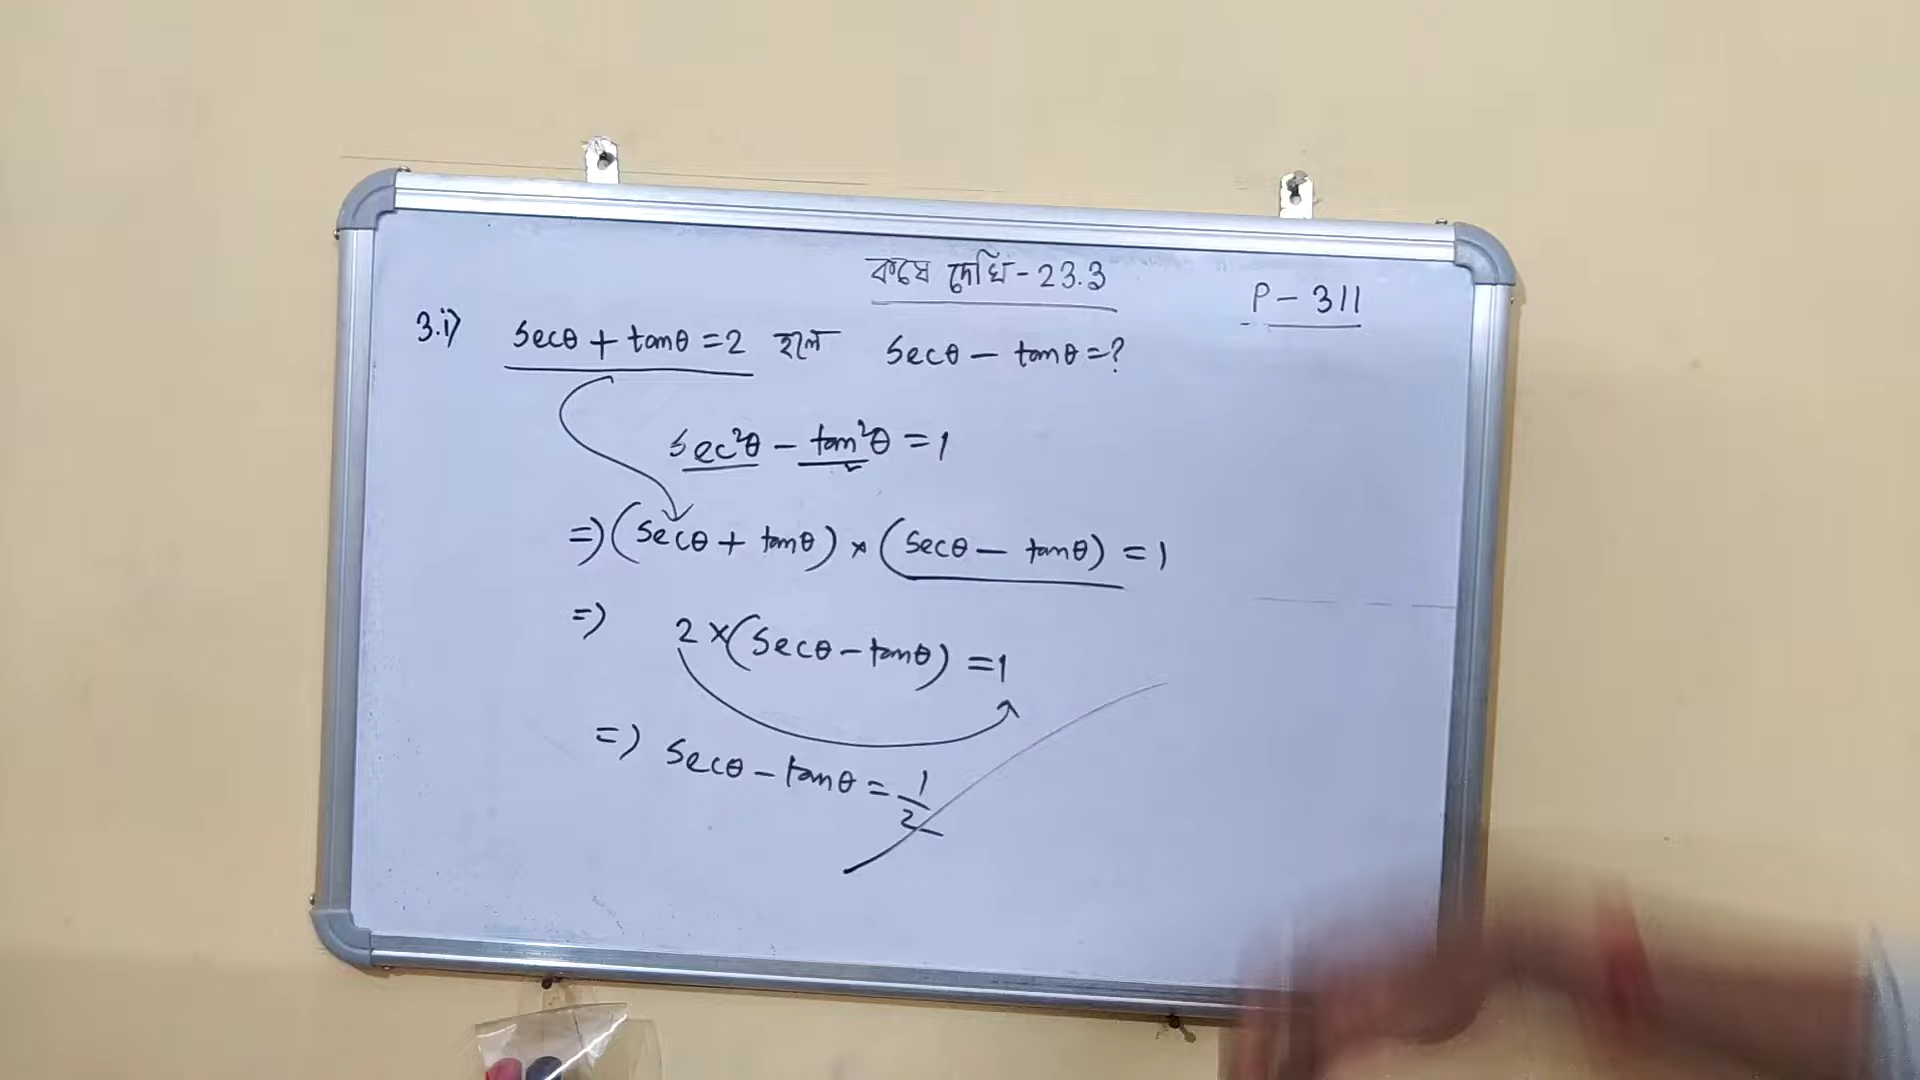 কষে দেখি - 23.3
P - 311
3.i) secθ + tanθ = 2 হলে secθ - tanθ = ?
sec²θ - tan²θ = 1
=> (secθ + tanθ) × (secθ - tanθ) = 1
=> 2 × (secθ - tanθ) = 1
=> secθ - tanθ = 1/2